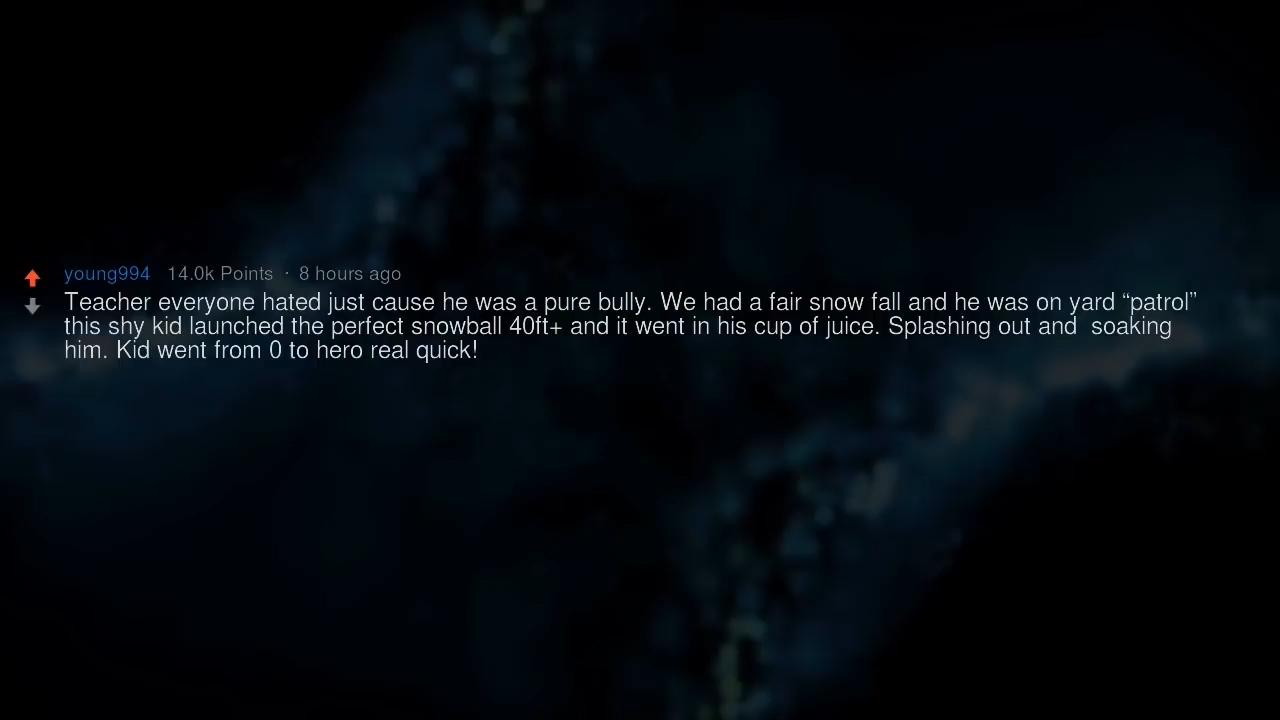 young994 14.0k Points · 8 hours ago
Teacher everyone hated just cause he was a pure bully. We had a fair snow fall and he was on yard “patrol”
this shy kid launched the perfect snowball 40ft+ and it went in his cup of juice. Splashing out and  soaking
him. Kid went from 0 to hero real quick!